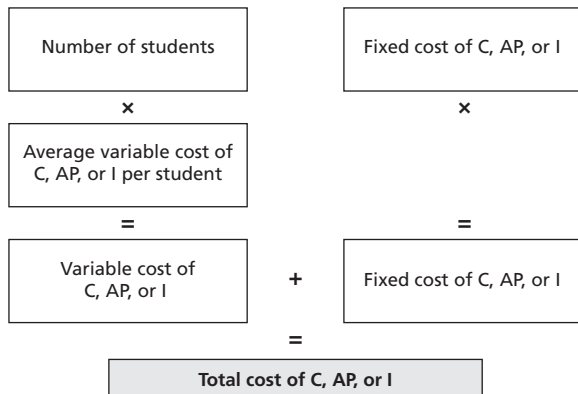 Number of students
Fixed cost of C, AP, or I
×
×
Average variable cost of
C, AP, or I per student
=
=
Variable cost of
C, AP, or I
+
Fixed cost of C, AP, or I
=
Total cost of C, AP, or I